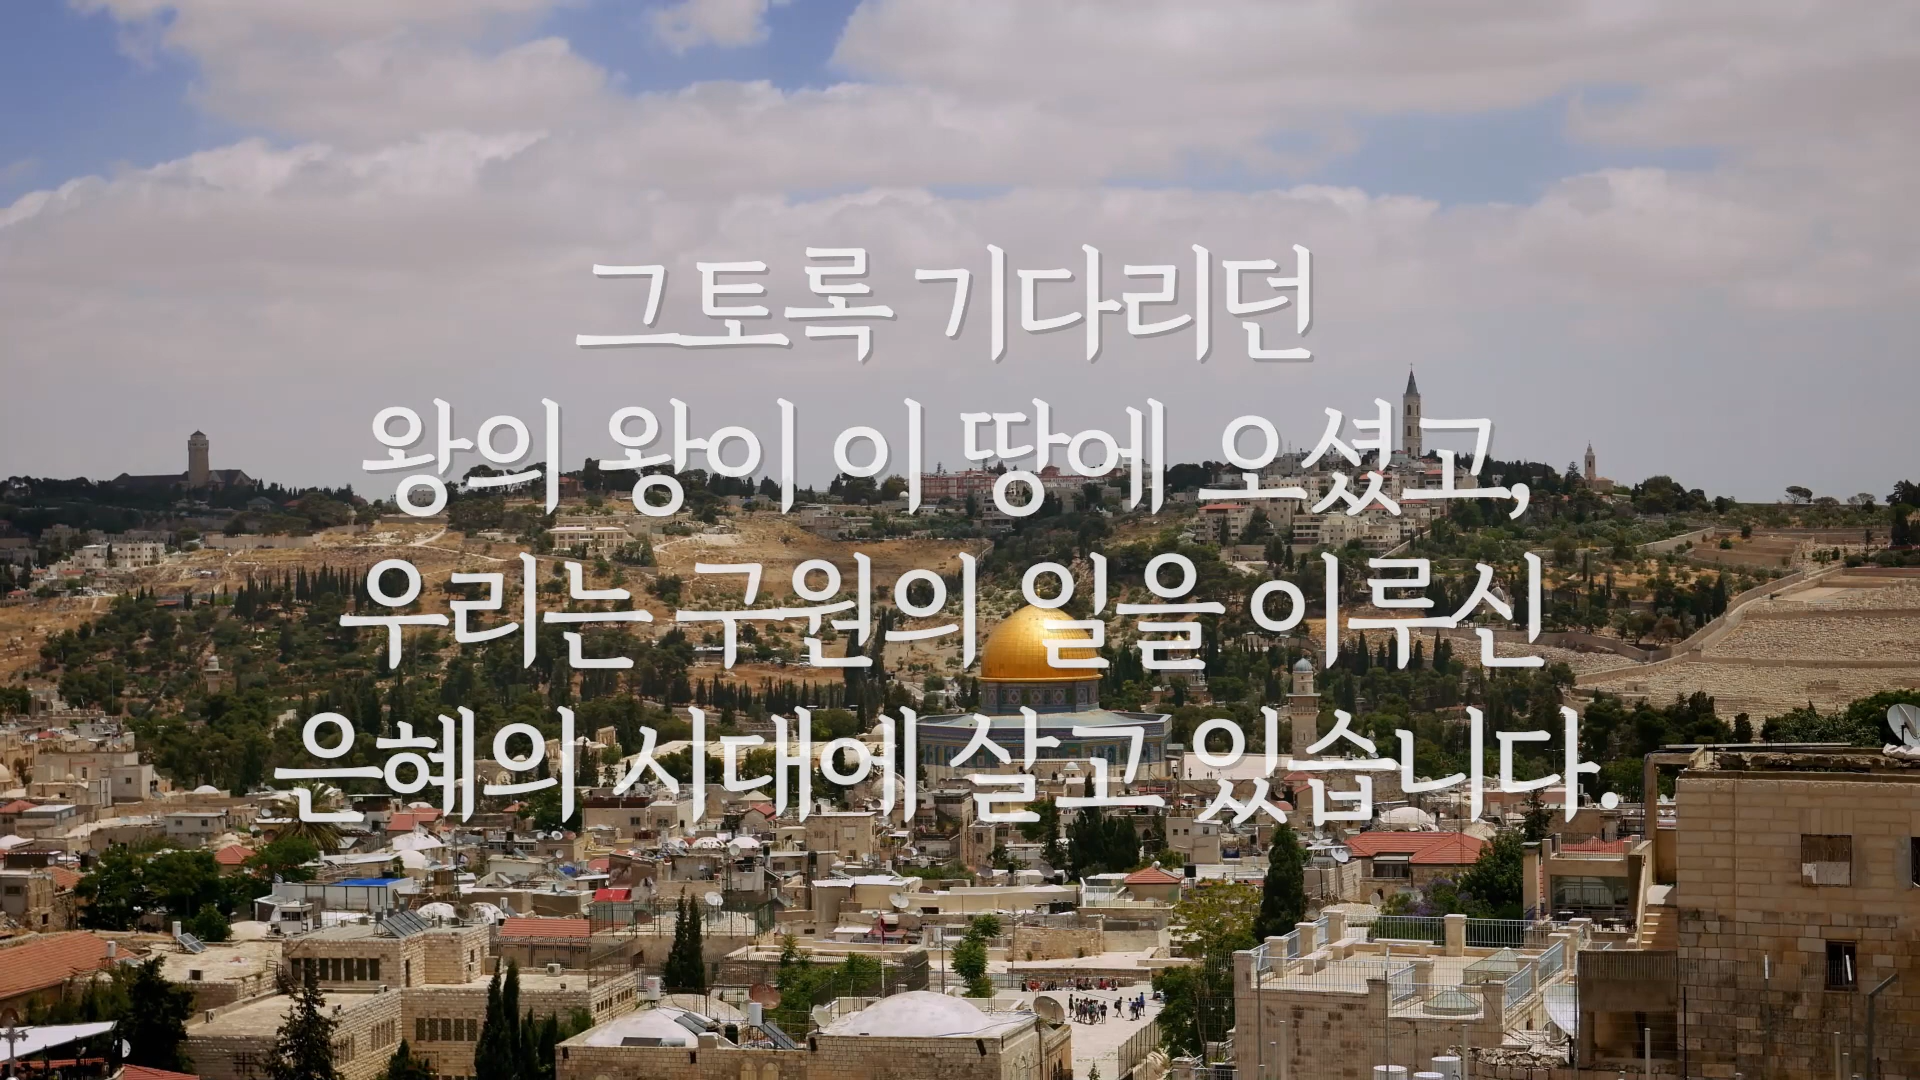 그토록 기다리던
왕의 왕이 이 땅에 오셨고,
우리는 구원의 일을 이루신
은혜의 시대에 살고 있습니다.